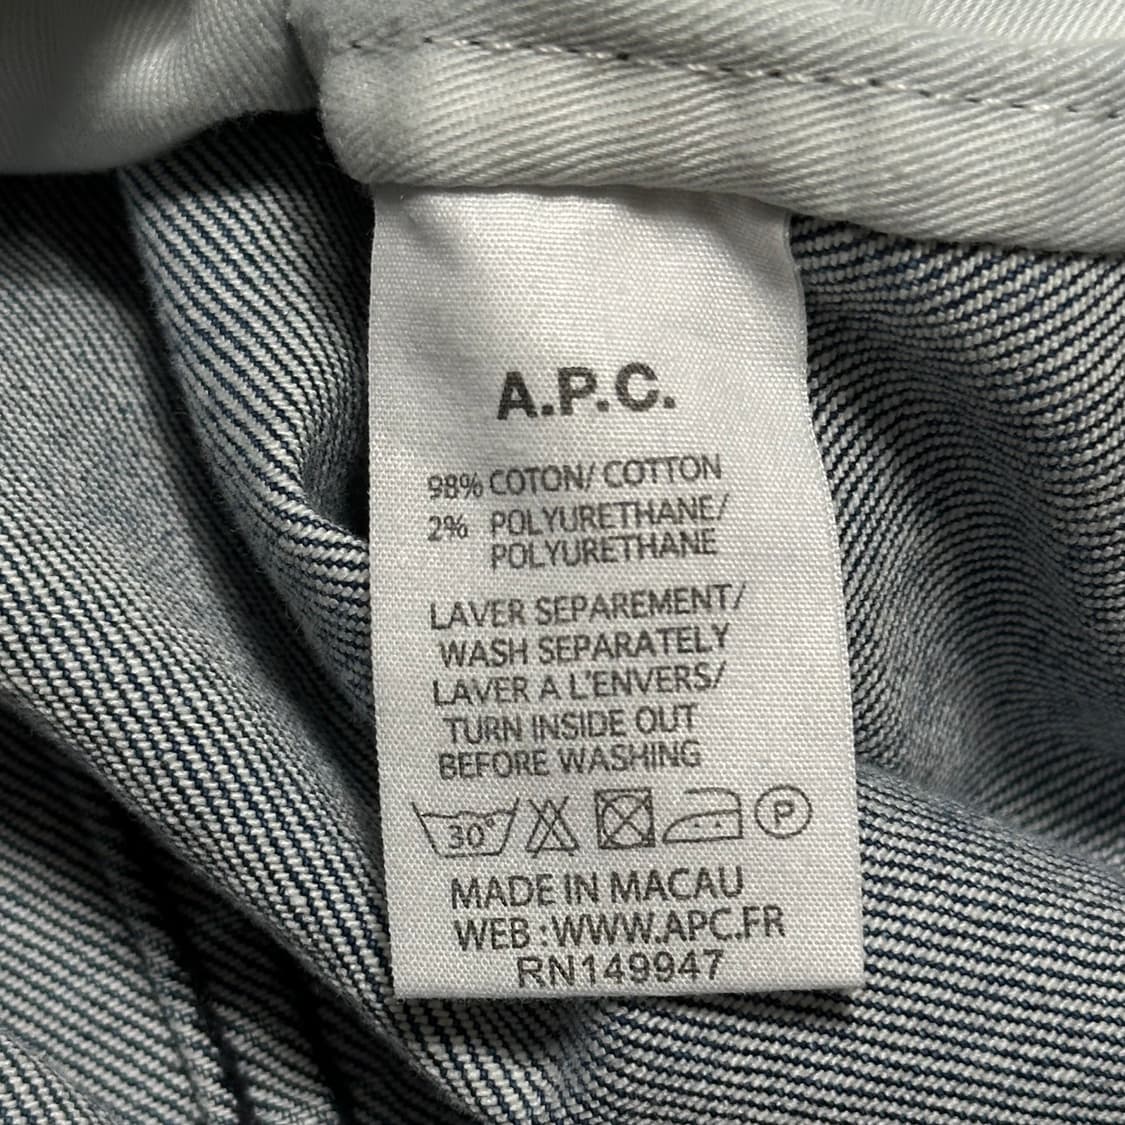 A.P.C.
98% COTON/ COTTON
2% POLYURETHANE/
POLYURETHANE
LAVER SEPAREMENT/
WASH SEPARATELY
LAVER A L'ENVERS/
TURN INSIDE OUT
BEFORE WASHING
30° P
MADE IN MACAU
WEB :WWW.APC.FR
RN149947